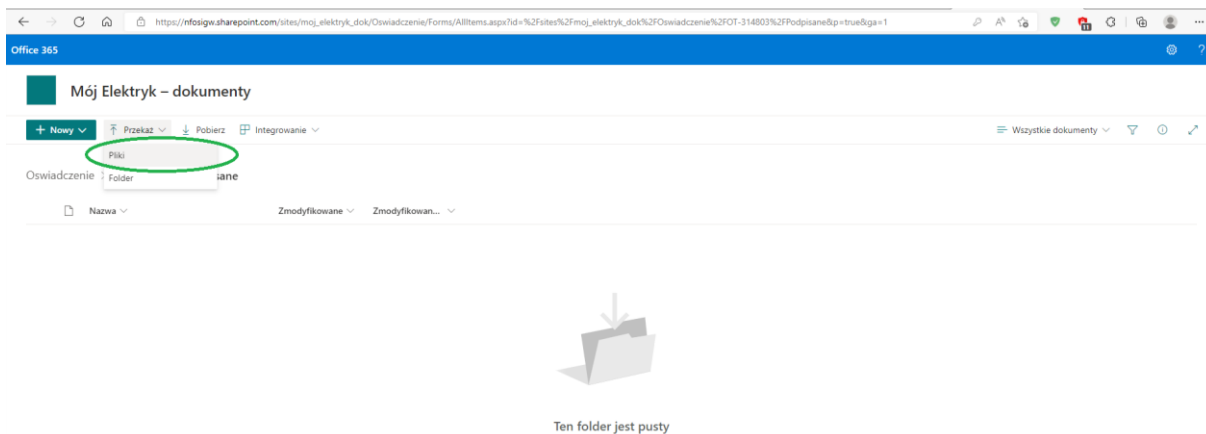 https://nfosigw.sharepoint.com/sites/moj_elektryk_dok/Oswiadczenie/Forms/AllItems.aspx?id=%2Fsites%2Fmoj_elektryk_dok%2FOswiadczenie%2FOT-314803%2FPodpisane&p=true&ga=1
11
Office 365
?
Mój Elektryk – dokumenty
+ Nowy Przekaż Pobierz Integrowanie Wszystkie dokumenty
Pliki
Oswiadczenie sane
Folder
Nazwa Zmodyfikowane Zmodyfikowan...
Ten folder jest pusty